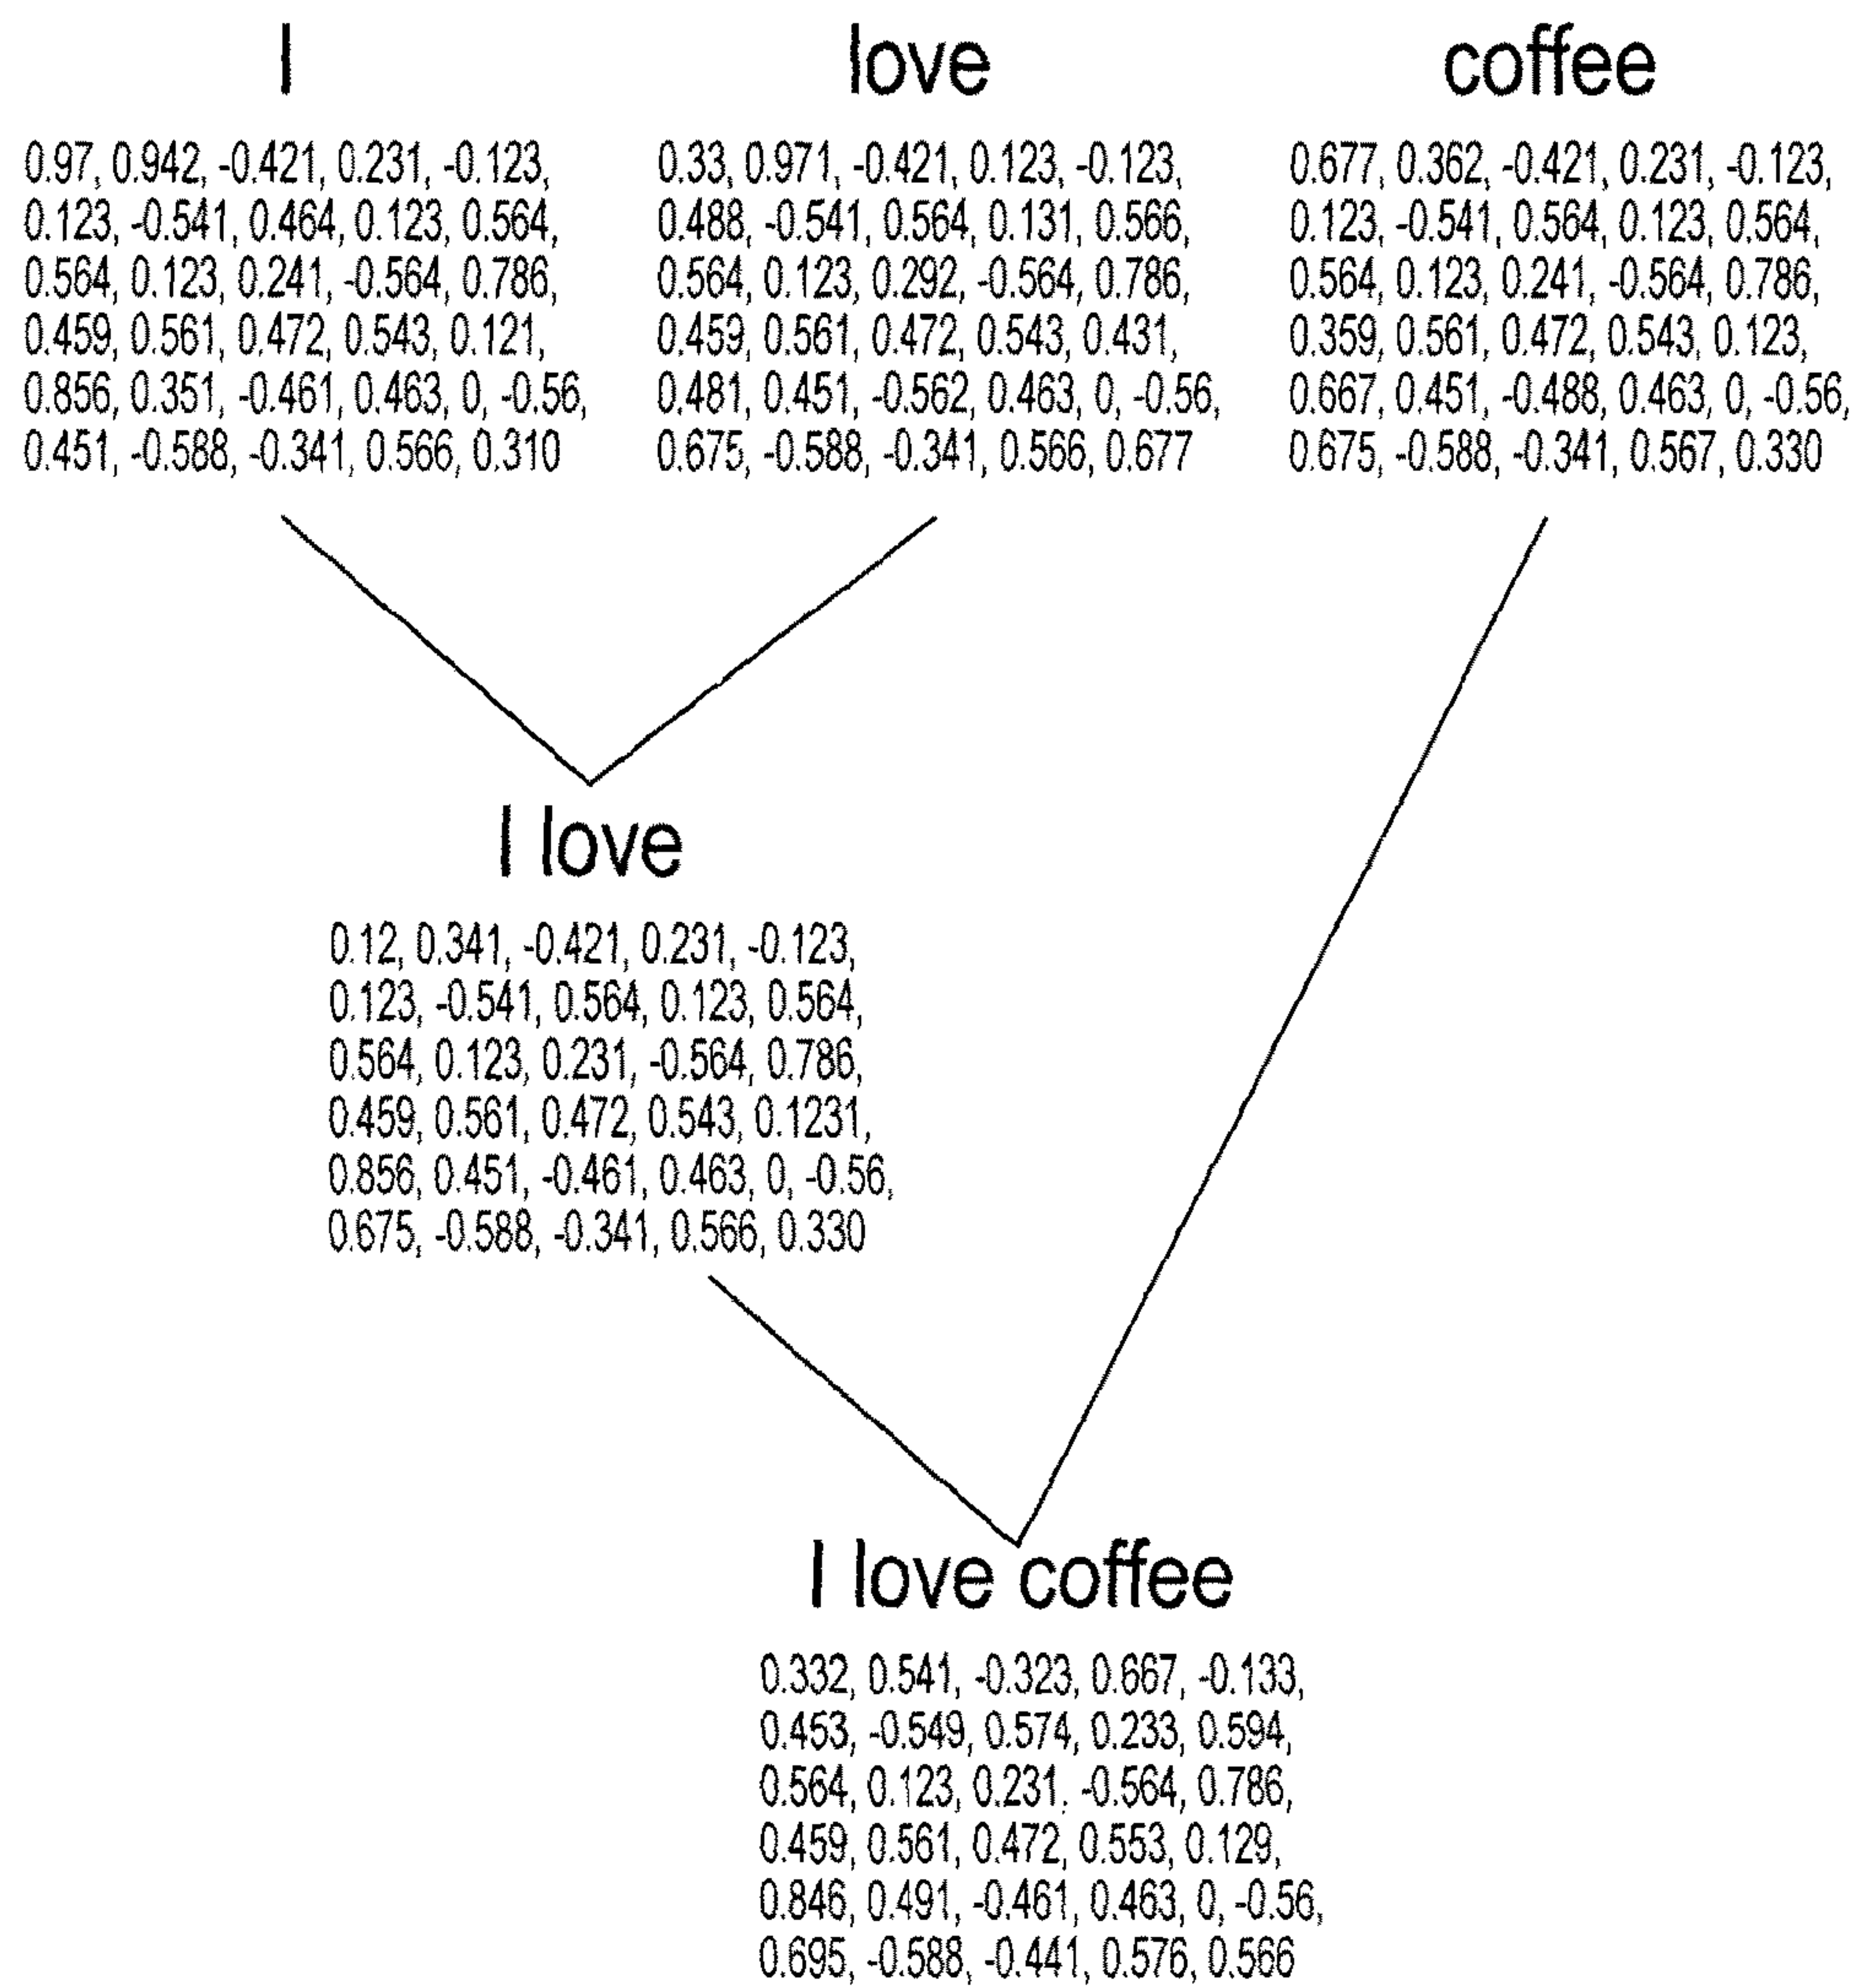 I
love
coffee
0.97, 0.942, -0.421, 0.231, -0.123,
0.123, -0.541, 0.464, 0.123, 0.564,
0.564, 0.123, 0.241, -0.564, 0.786,
0.459, 0.561, 0.472, 0.543, 0.121,
0.856, 0.351, -0.461, 0.463, 0, -0.56,
0.451, -0.588, -0.341, 0.566, 0.310
0.33, 0.971, -0.421, 0.123, -0.123,
0.488, -0.541, 0.564, 0.131, 0.566,
0.564, 0.123, 0.292, -0.564, 0.786,
0.459, 0.561, 0.472, 0.543, 0.431,
0.481, 0.451, -0.562, 0.463, 0, -0.56,
0.675, -0.588, -0.341, 0.566, 0.677
0.677, 0.362, -0.421, 0.231, -0.123,
0.123, -0.541, 0.564, 0.123, 0.564,
0.564, 0.123, 0.241, -0.564, 0.786,
0.359, 0.561, 0.472, 0.543, 0.123,
0.667, 0.451, -0.488, 0.463, 0, -0.56,
0.675, -0.588, -0.341, 0.567, 0.330
I love
0.12, 0.341, -0.421, 0.231, -0.123,
0.123, -0.541, 0.564, 0.123, 0.564,
0.564, 0.123, 0.231, -0.564, 0.786,
0.459, 0.561, 0.472, 0.543, 0.1231,
0.856, 0.451, -0.461, 0.463, 0, -0.56,
0.675, -0.588, -0.341, 0.566, 0.330
I love coffee
0.332, 0.541, -0.323, 0.667, -0.133,
0.453, -0.549, 0.574, 0.233, 0.594,
0.564, 0.123, 0.231, -0.564, 0.786,
0.459, 0.561, 0.472, 0.553, 0.129,
0.846, 0.491, -0.461, 0.463, 0, -0.56,
0.695, -0.588, -0.441, 0.576, 0.566